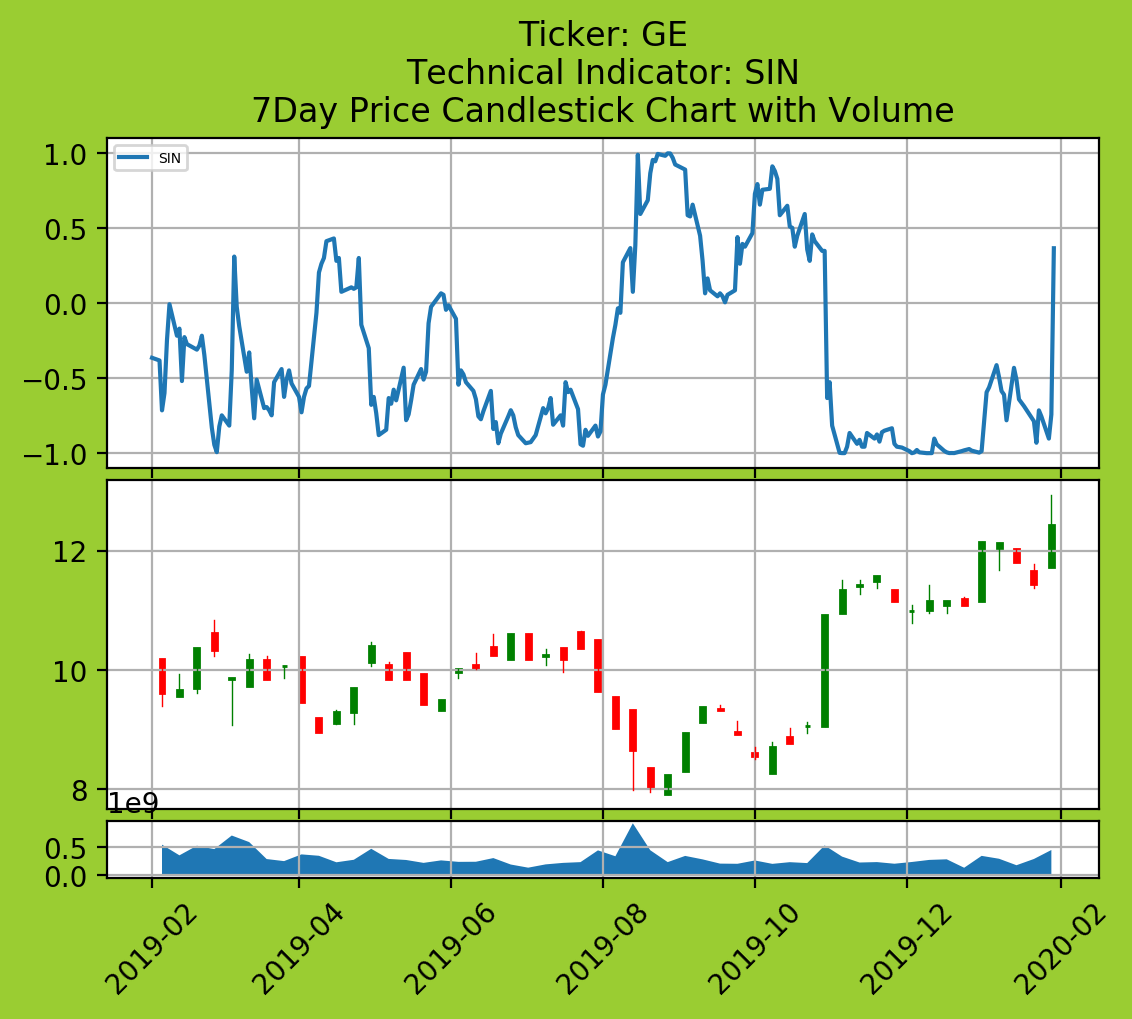 Ticker: GE
Technical Indicator: SIN
7Day Price Candlestick Chart with Volume
SIN
1.0
0.5
0.0
−0.5
−1.0
12
10
8
1e9
0.5
0.0
2019-02 2019-04 2019-06 2019-08 2019-10 2019-12 2020-02